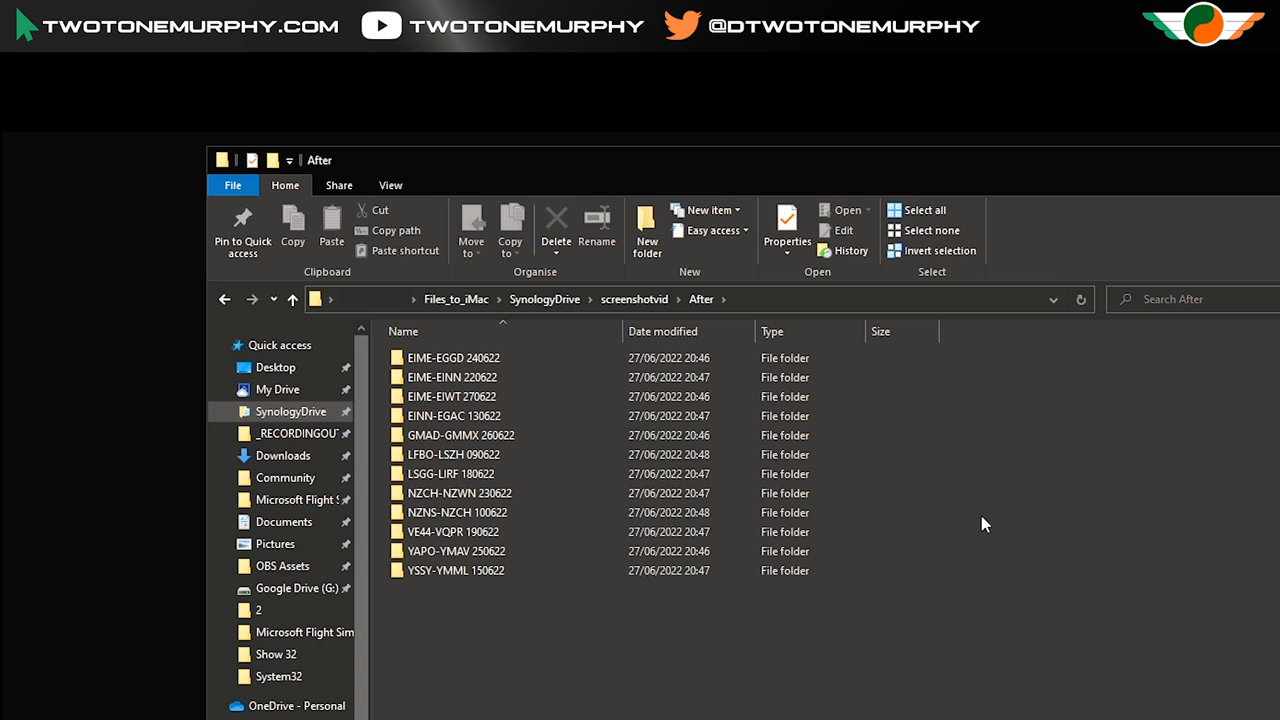 TWOTONEMURPHY.COM TWOTONEMURPHY @DTWOTONEMURPHY
After
File Home Share View
Pin to Quick access
Copy
Paste
Cut
Copy path
Paste shortcut
Clipboard
Move to
Copy to
Delete
Rename
Organise
New folder
New item
Easy access
New
Properties
Open
Edit
History
Open
Select all
Select none
Invert selection
Select
Files_to_iMac > SynologyDrive > screenshotvid > After >
Search After
Quick access
Desktop
My Drive
SynologyDrive
_RECORDINGOUT
Downloads
Community
Microsoft Flight S
Documents
Pictures
OBS Assets
Google Drive (G:)
2
Microsoft Flight Sim
Show 32
System32
OneDrive - Personal
Name Date modified Type Size
EIME-EGGD 240622 27/06/2022 20:46 File folder
EIME-EINN 220622 27/06/2022 20:47 File folder
EIME-EIWT 270622 27/06/2022 20:46 File folder
EINN-EGAC 130622 27/06/2022 20:47 File folder
GMAD-GMMX 260622 27/06/2022 20:46 File folder
LFBO-LSZH 090622 27/06/2022 20:48 File folder
LSGG-LIRF 180622 27/06/2022 20:47 File folder
NZCH-NZWN 230622 27/06/2022 20:47 File folder
NZNS-NZCH 100622 27/06/2022 20:48 File folder
VE44-VQPR 190622 27/06/2022 20:47 File folder
YAPO-YMAV 250622 27/06/2022 20:46 File folder
YSSY-YMML 150622 27/06/2022 20:47 File folder